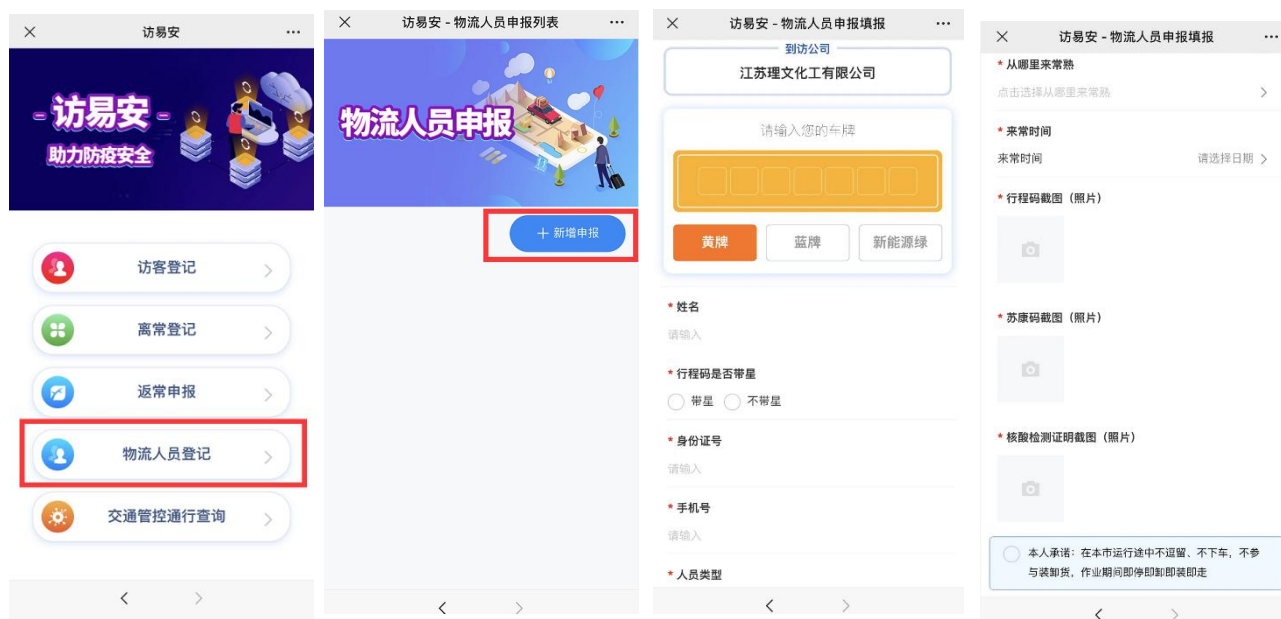 访易安
- 访易安 -
助力防疫安全
访客登记
离常登记
返常申报
物流人员登记
交通管控通行查询
访易安 - 物流人员申报列表
物流人员申报
+ 新增申报
访易安 - 物流人员申报填报
到访公司
江苏理文化工有限公司
请输入您的车牌
黄牌
蓝牌
新能源绿
* 姓名
请输入
* 行程码是否带星
带星 不带星
* 身份证号
请输入
* 手机号
请输入
* 人员类型
访易安 - 物流人员申报填报
* 从哪里来常熟
点击选择从哪里来常熟
* 来常时间
来常时间 请选择日期
* 行程码截图（照片）
* 苏康码截图（照片）
* 核酸检测证明截图（照片）
本人承诺：在本市运行途中不逗留、不下车，不参
与装卸货，作业期间即停即卸即装即走